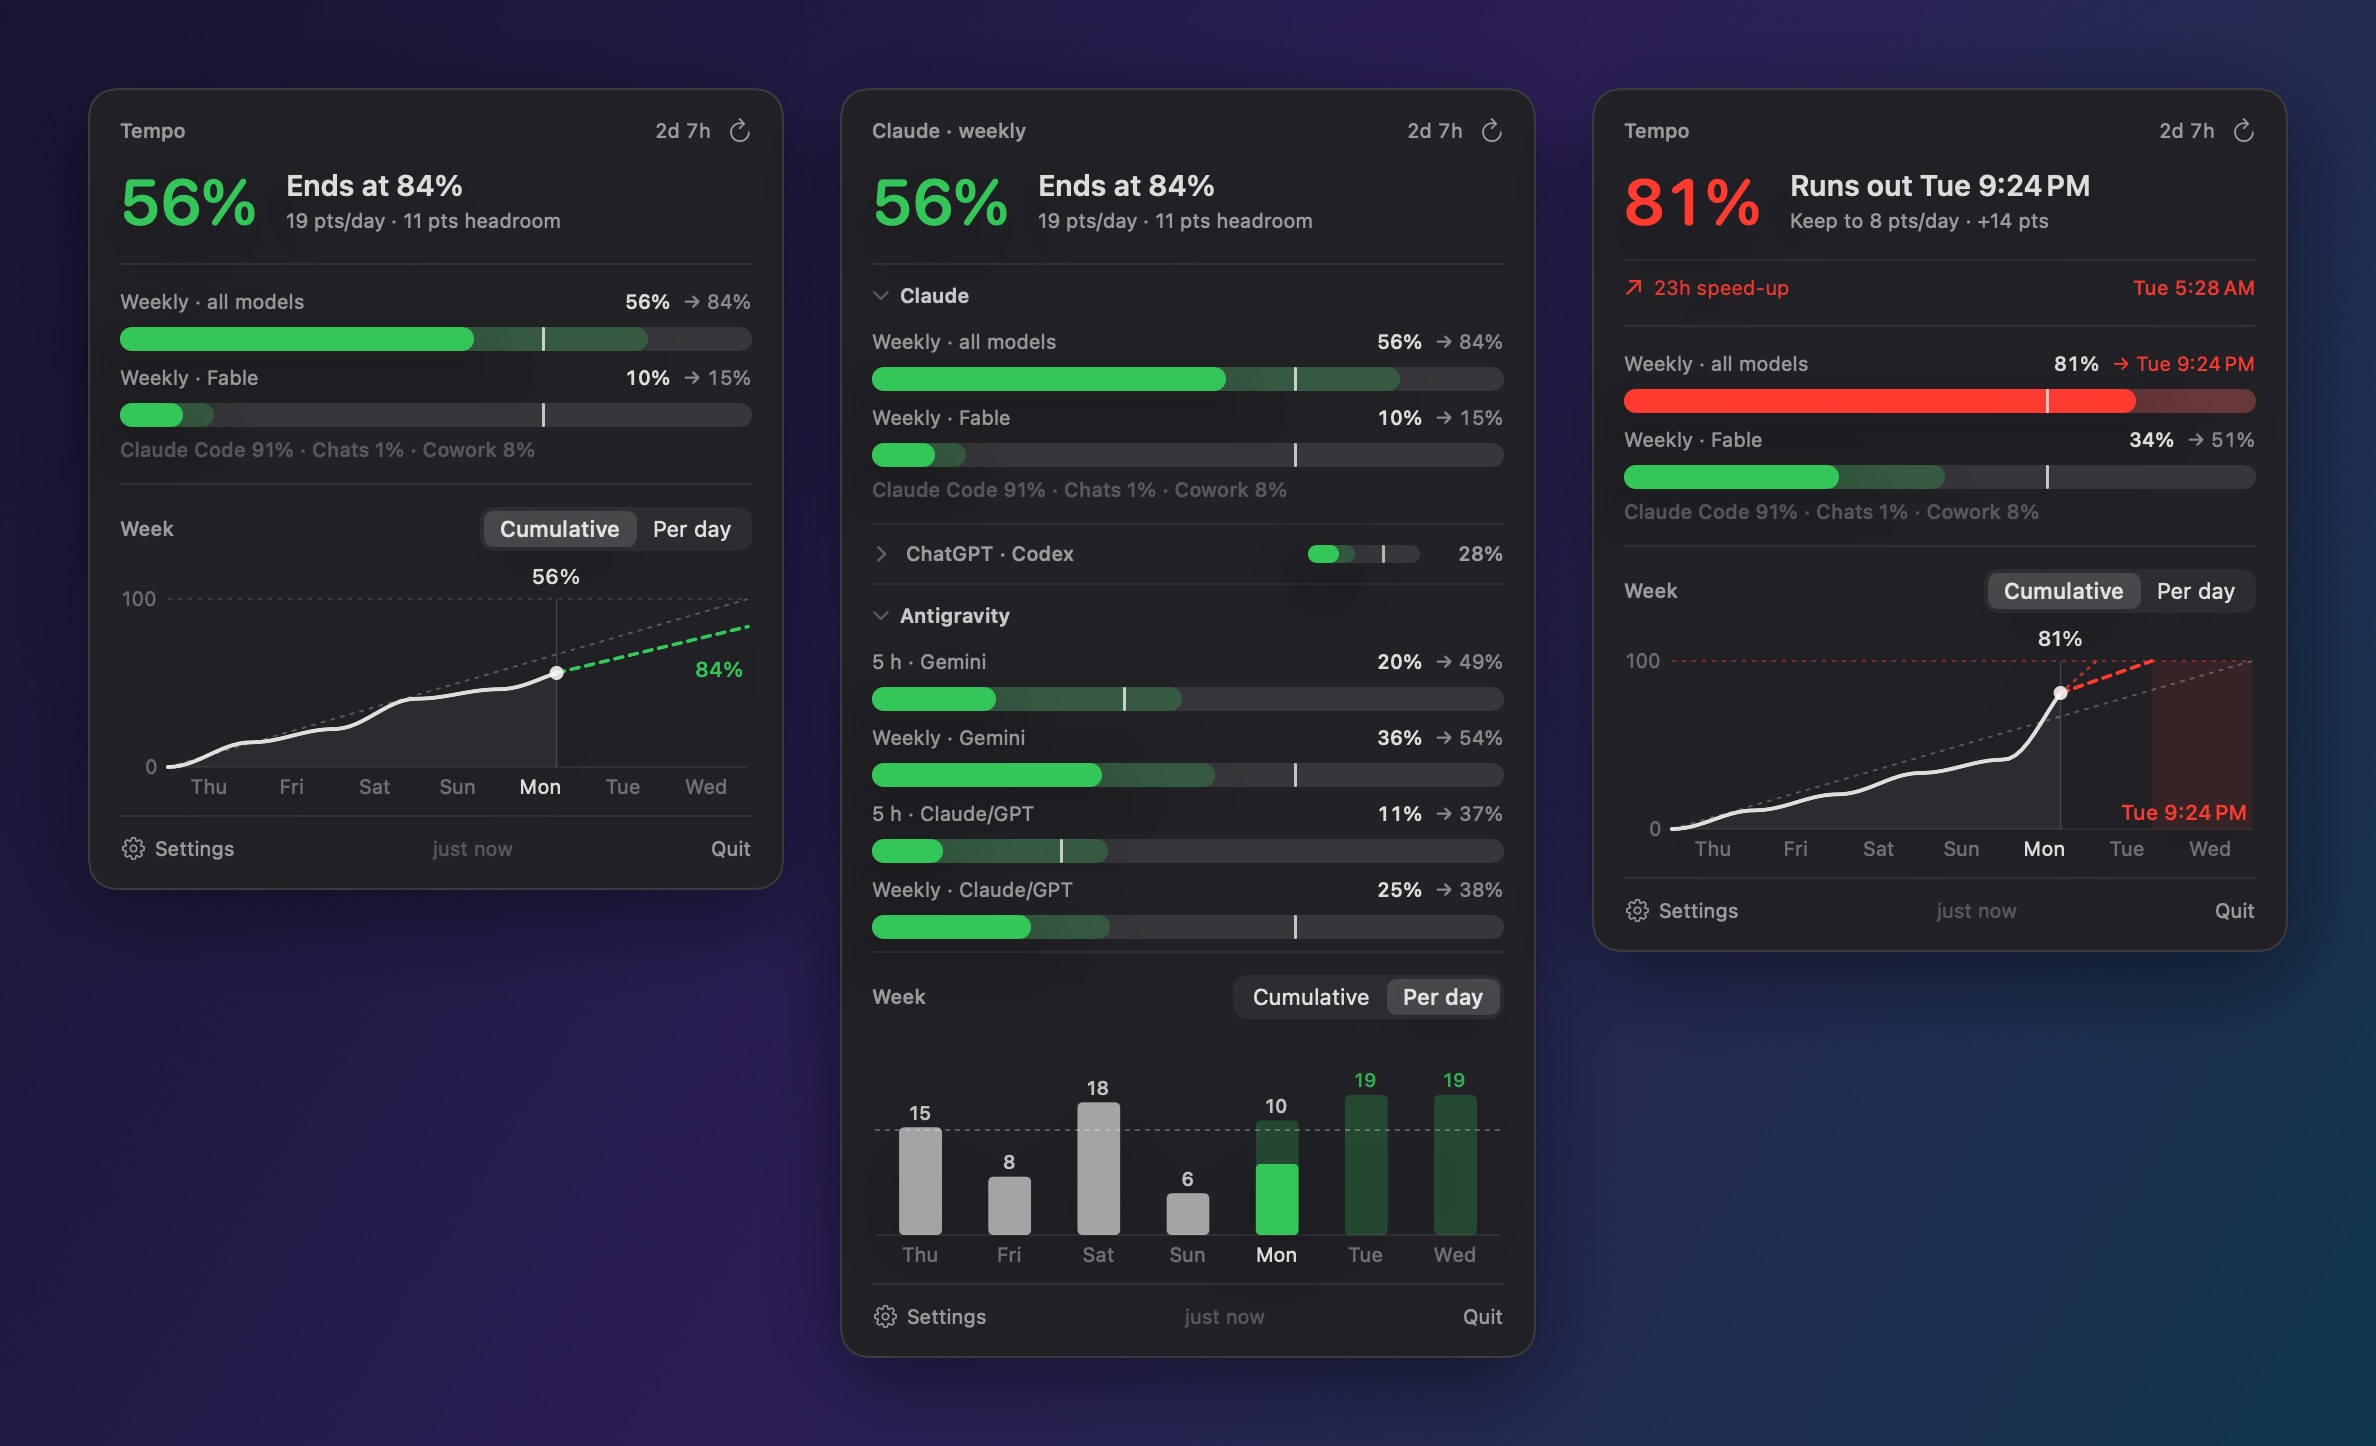 Tempo 2d 7h
56% Ends at 84%
19 pts/day · 11 pts headroom
Weekly · all models 56% → 84%
Weekly · Fable 10% → 15%
Claude Code 91% · Chats 1% · Cowork 8%
Week Cumulative Per day
56%
100
84%
0
Thu Fri Sat Sun Mon Tue Wed
Settings just now Quit
Claude · weekly 2d 7h
56% Ends at 84%
19 pts/day · 11 pts headroom
Claude
Weekly · all models 56% → 84%
Weekly · Fable 10% → 15%
Claude Code 91% · Chats 1% · Cowork 8%
ChatGPT · Codex 28%
Antigravity
5 h · Gemini 20% → 49%
Weekly · Gemini 36% → 54%
5 h · Claude/GPT 11% → 37%
Weekly · Claude/GPT 25% → 38%
Week Cumulative Per day
15 8 18 6 10 19 19
Thu Fri Sat Sun Mon Tue Wed
Settings just now Quit
Tempo 2d 7h
81% Runs out Tue 9:24 PM
Keep to 8 pts/day · +14 pts
↗ 23h speed-up Tue 5:28 AM
Weekly · all models 81% → Tue 9:24 PM
Weekly · Fable 34% → 51%
Claude Code 91% · Chats 1% · Cowork 8%
Week Cumulative Per day
81%
100
Tue 9:24 PM
0
Thu Fri Sat Sun Mon Tue Wed
Settings just now Quit